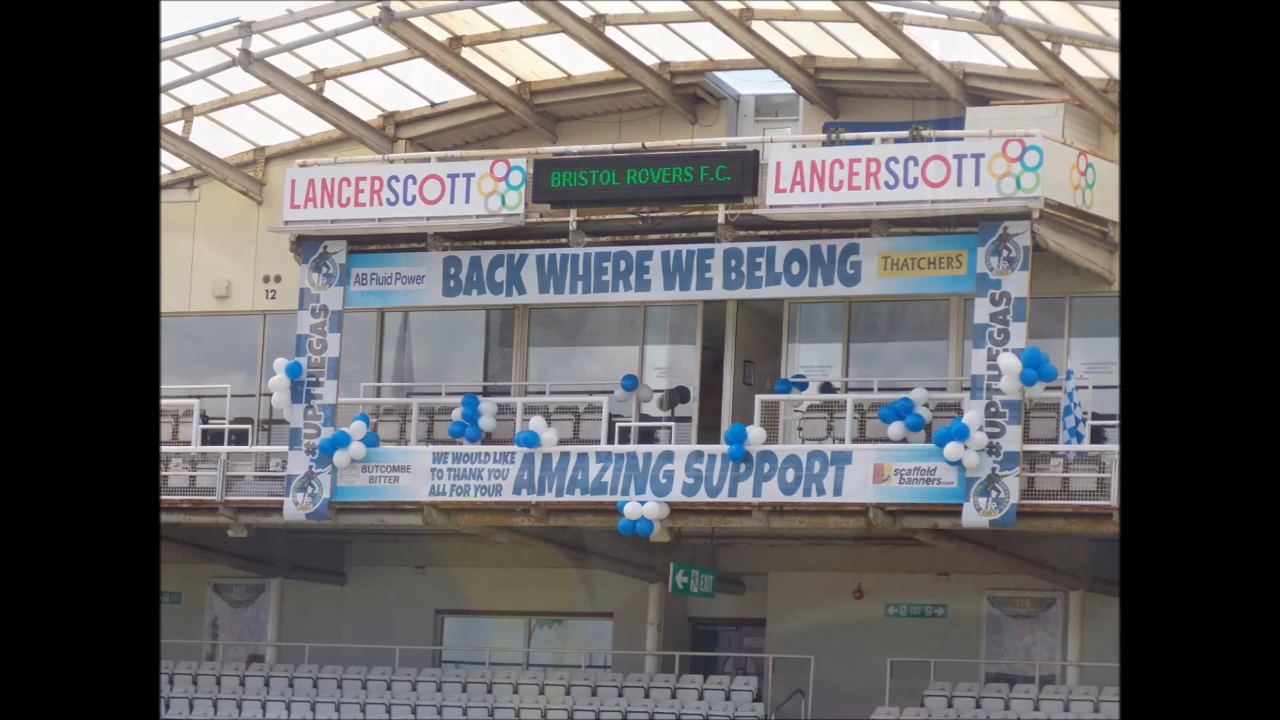 LANCERSCOTT
BRISTOL ROVERS F.C.
LANCERSCOTT
AB Fluid Power
BACK WHERE WE BELONG
THATCHERS
12
#UPTHEGAS
#UPTHEGAS
BUTCOMBE
BITTER
WE WOULD LIKE
TO THANK YOU
ALL FOR YOUR
AMAZING SUPPORT
scaffold
banners.com
EXIT
EXIT
EXIT